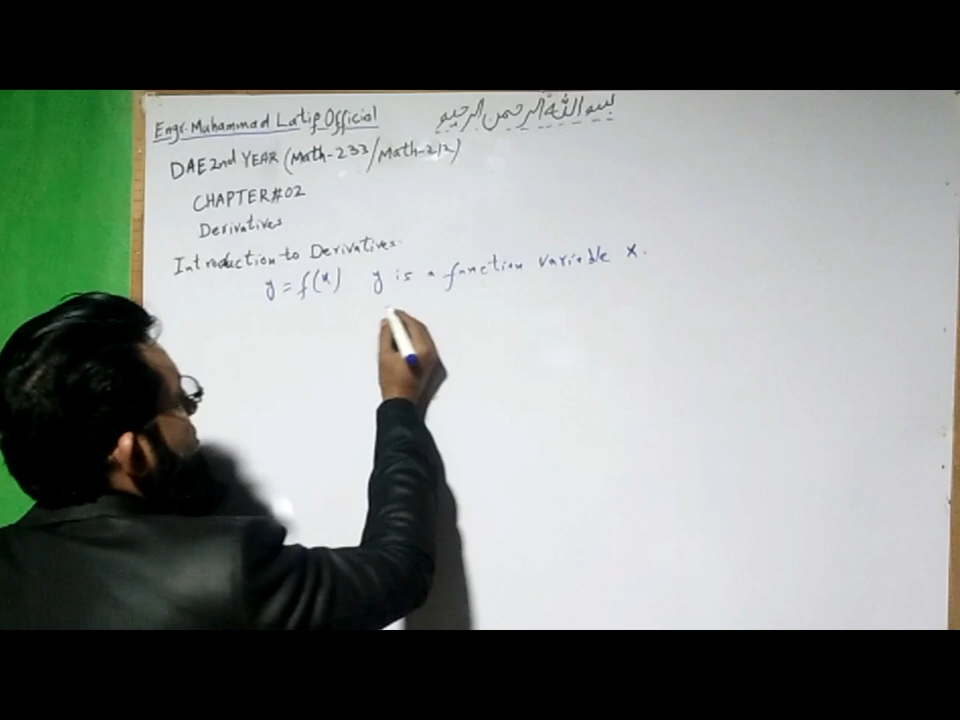 Engr. Muhammad Latif Official
بسم الله الرحمن الرحيم
DAE 2nd YEAR (Math-233/Math-212)
CHAPTER#02
Derivatives
Introduction to Derivatives.
y = f(x) y is a function variable x.